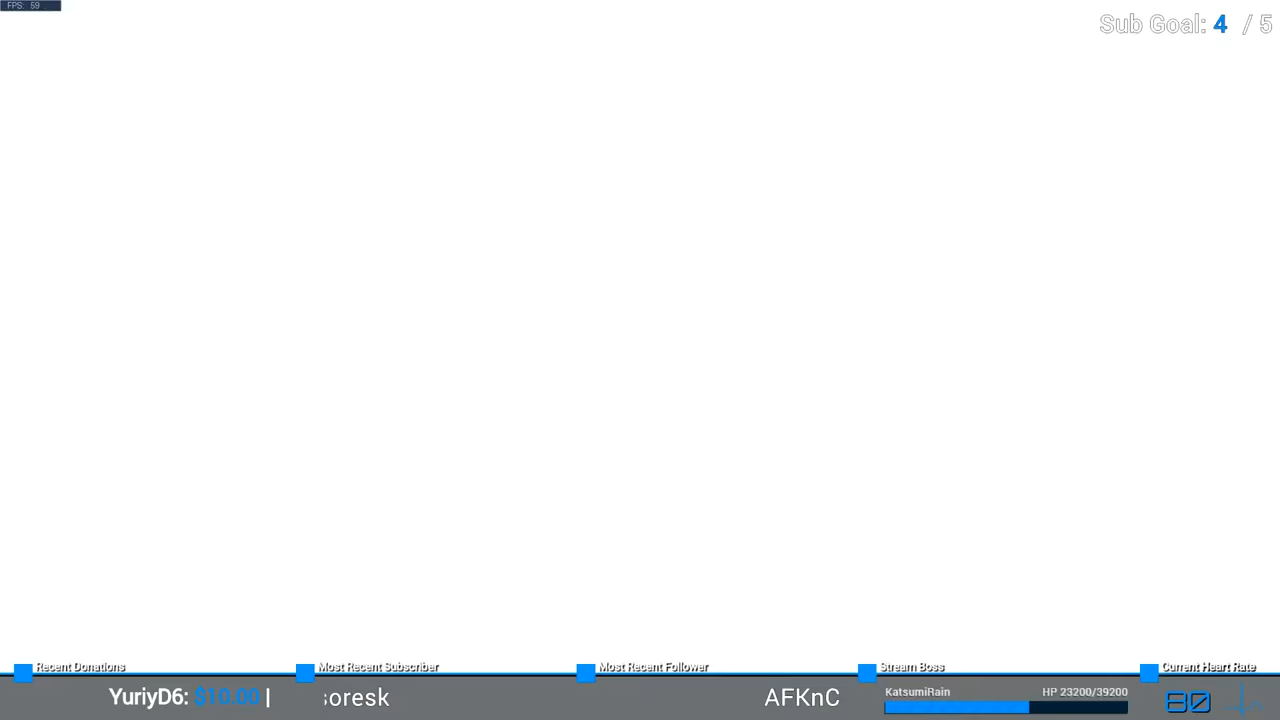 FPS: 59
Sub Goal: 4 / 5
Recent Donations
Most Recent Subscriber
Most Recent Follower
Stream Boss
Current Heart Rate
YuriyD6: $10.00 |
soresk
AFKnC
KatsumiRain
HP 23200/39200
80